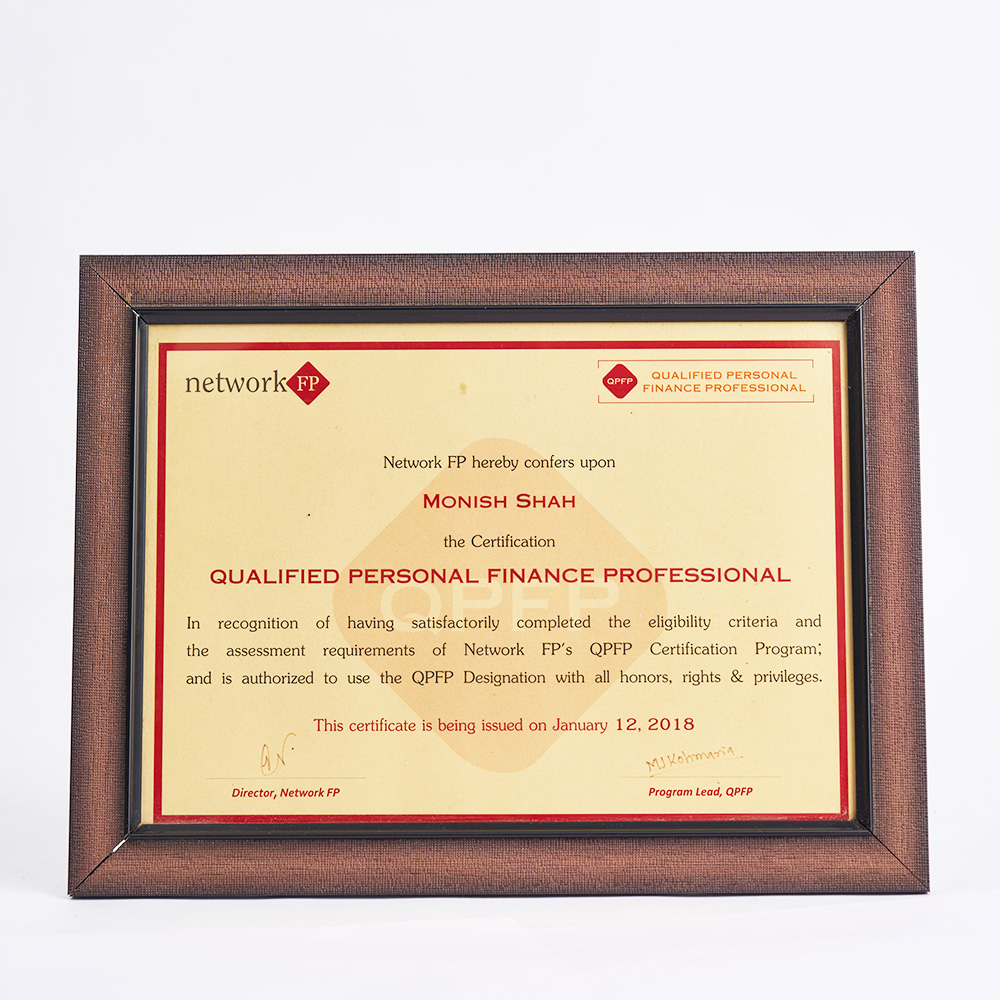 network FP
QPFP
QUALIFIED PERSONAL
FINANCE PROFESSIONAL
Network FP hereby confers upon
MONISH SHAH
the Certification
QUALIFIED PERSONAL FINANCE PROFESSIONAL
QPFP
In recognition of having satisfactorily completed the eligibility criteria and
the assessment requirements of Network FP's QPFP Certification Program;
and is authorized to use the QPFP Designation with all honors, rights & privileges.
This certificate is being issued on January 12, 2018
Director, Network FP
Program Lead, QPFP